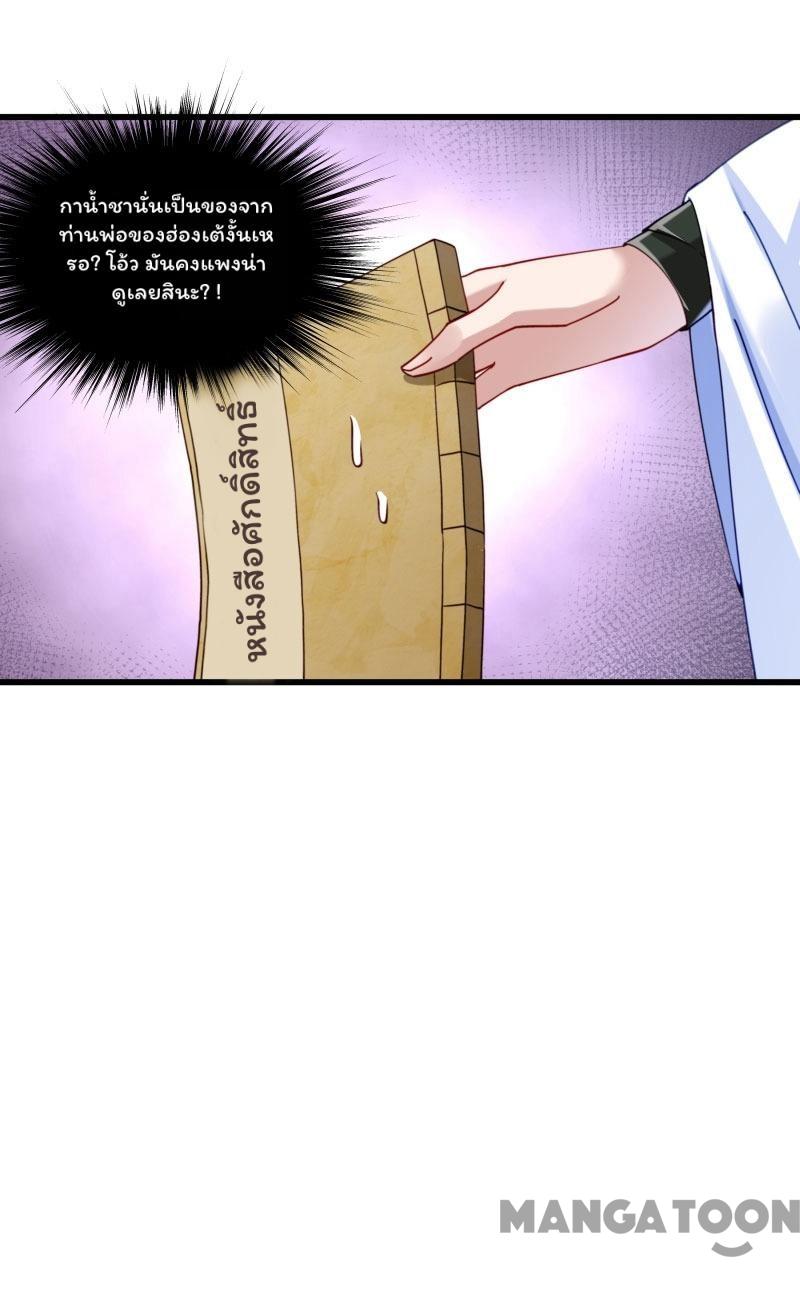 กาน้ำชานั่นเป็นของจาก
ท่านพ่อของฮ่องเต้งั้นเห
รอ? โอ้ว มันคงแพงน่า
ดูเลยสินะ?!
หนังสือศักดิ์สิทธิ์
MANGATOON